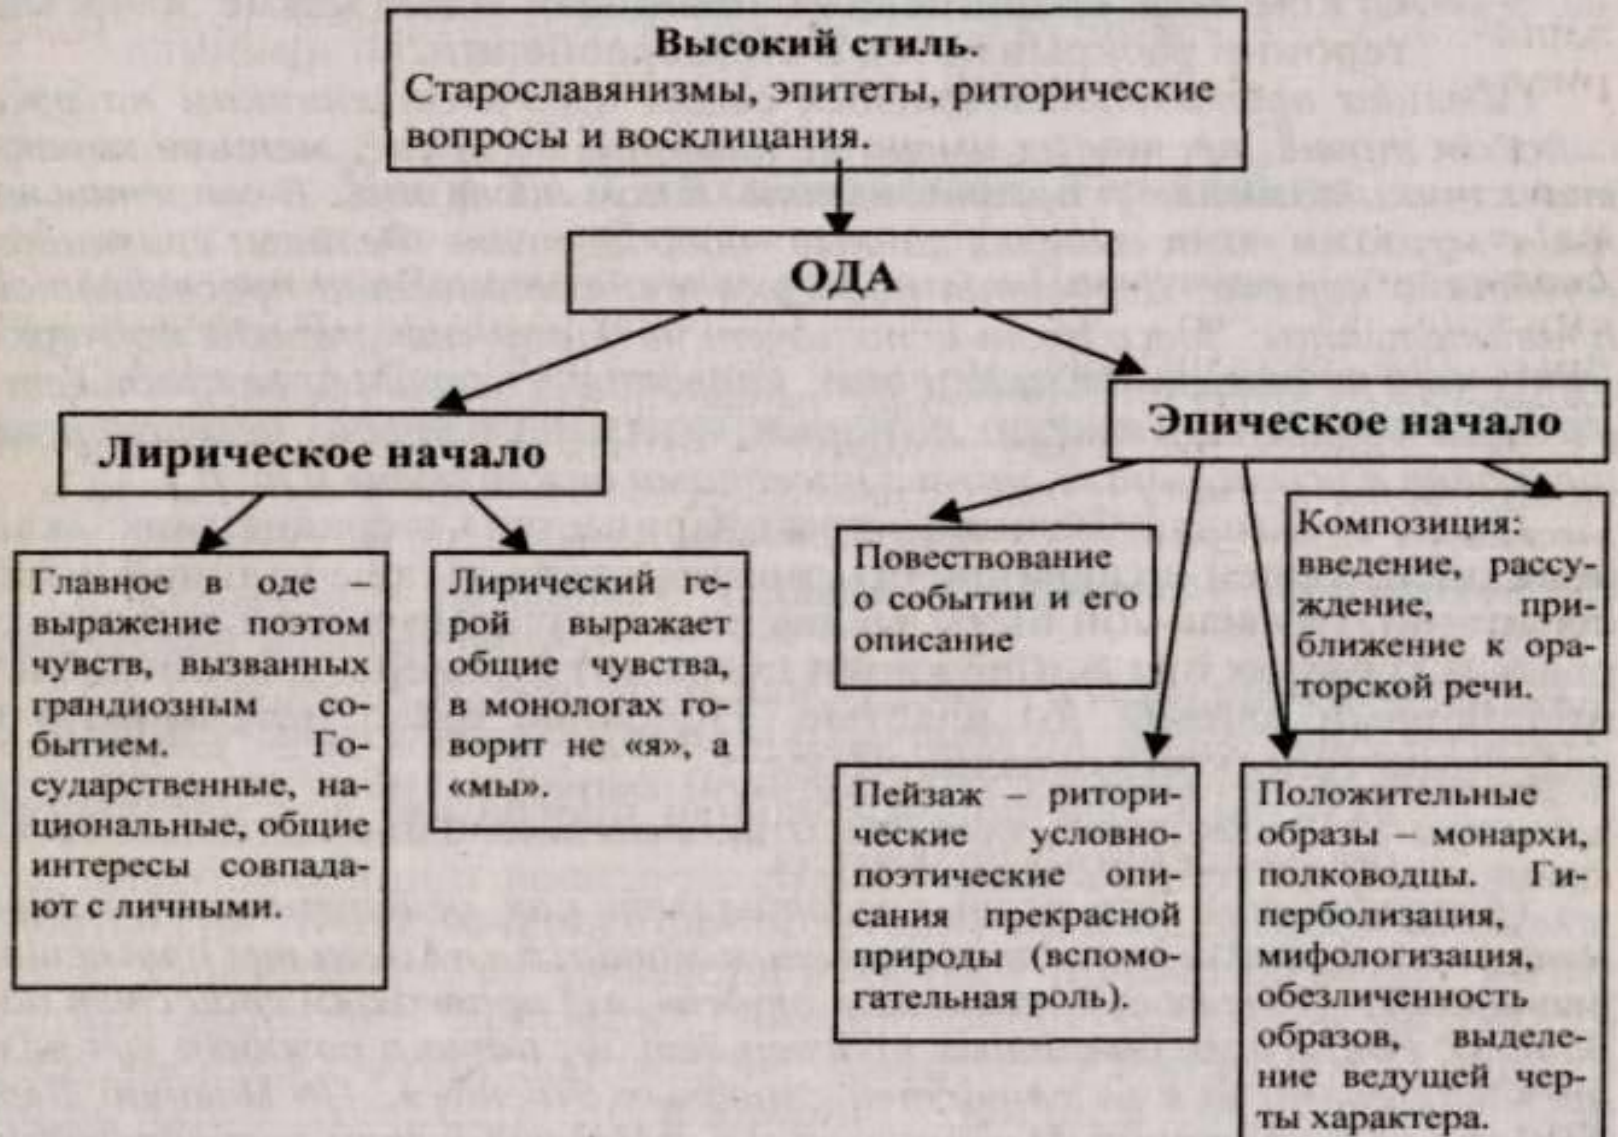 Высокий стиль.
Старославянизмы, эпитеты, риторические
вопросы и восклицания.
ОДА
Лирическое начало
Эпическое начало
Главное в оде –
выражение поэтом
чувств, вызванных
грандиозным со-
бытием. Го-
сударственные, на-
циональные, общие
интересы совпада-
ют с личными.
Лирический ге-
рой выражает
общие чувства,
в монологах го-
ворит не «я», а
«мы».
Повествование
о событии и его
описание
Композиция:
введение, рассу-
ждение, при-
ближение к ора-
торской речи.
Пейзаж – ритори-
ческие условно-
поэтические опи-
сания прекрасной
природы (вспомо-
гательная роль).
Положительные
образы – монархи,
полководцы. Ги-
перболизация,
мифологизация,
обезличенность
образов, выделе-
ние ведущей чер-
ты характера.